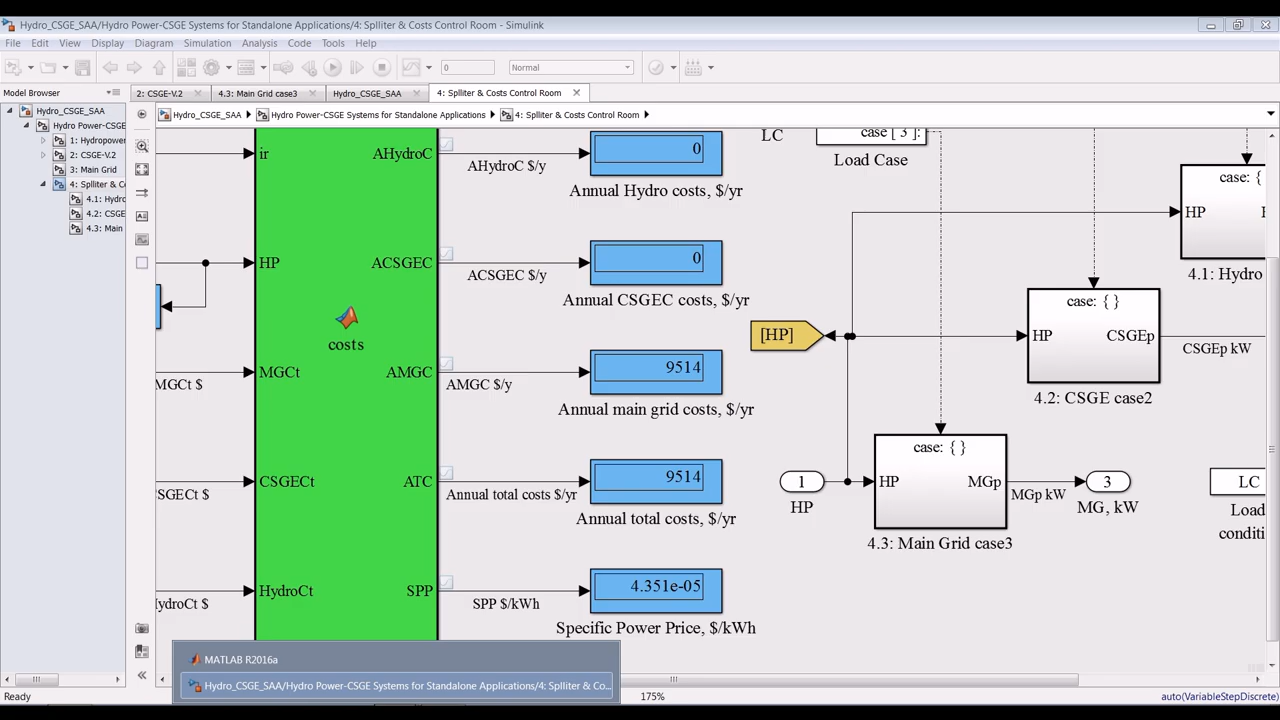 Hydro_CSGE_SAA/Hydro Power-CSGE Systems for Standalone Applications/4: Splliter & Costs Control Room - Simulink
File Edit View Display Diagram Simulation Analysis Code Tools Help
0 Normal
Model Browser
2: CSGE-V.2
4.3: Main Grid case3
Hydro_CSGE_SAA
4: Splliter & Costs Control Room
Hydro_CSGE_SAA
Hydro Power-CSGE
1: Hydropower
2: CSGE-V.2
3: Main Grid
4: Splliter & C
4.1: Hydro
4.2: CSGE
4.3: Main
Hydro_CSGE_SAA Hydro Power-CSGE Systems for Standalone Applications 4: Splliter & Costs Control Room
ir
HP
MGCt
CSGECt
HydroCt
costs
AHydroC
ACSGEC
AMGC
ATC
SPP
MGCt $
SGECt $
ydroCt $
AHydroC $/y
0
Annual Hydro costs, $/yr
ACSGEC $/y
0
Annual CSGEC costs, $/yr
AMGC $/y
9514
Annual main grid costs, $/yr
Annual total costs $/yr
9514
Annual total costs, $/yr
SPP $/kWh
4.351e-05
Specific Power Price, $/kWh
LC
case [ 3 ]:
Load Case
[HP]
case: {
HP
4.1: Hydro
case: { }
HP CSGEp
CSGEp kW
4.2: CSGE case2
case: { }
1
HP
HP MGp
MGp kW
3
MG, kW
4.3: Main Grid case3
LC
Load
conditi
MATLAB R2016a
Hydro_CSGE_SAA/Hydro Power-CSGE Systems for Standalone Applications/4: Splliter & Co...
Ready 175% auto(VariableStepDiscrete)